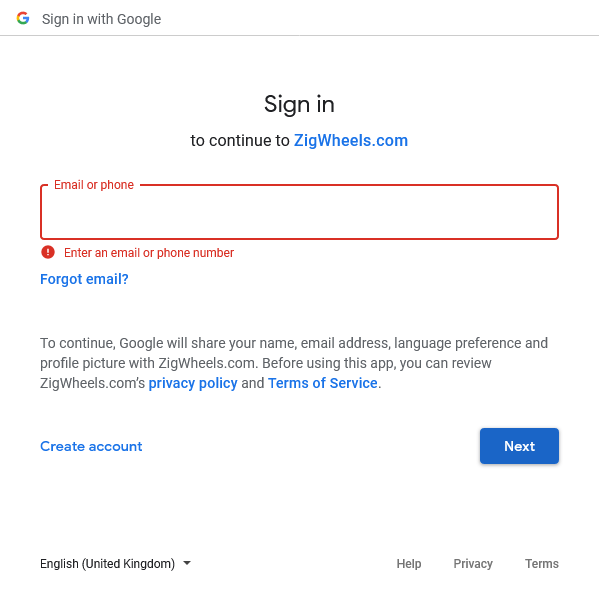 Sign in with Google
Sign in
to continue to ZigWheels.com
Email or phone
Enter an email or phone number
Forgot email?
To continue, Google will share your name, email address, language preference and
profile picture with ZigWheels.com. Before using this app, you can review
ZigWheels.com’s privacy policy and Terms of Service.
Create account
Next
English (United Kingdom)
Help
Privacy
Terms